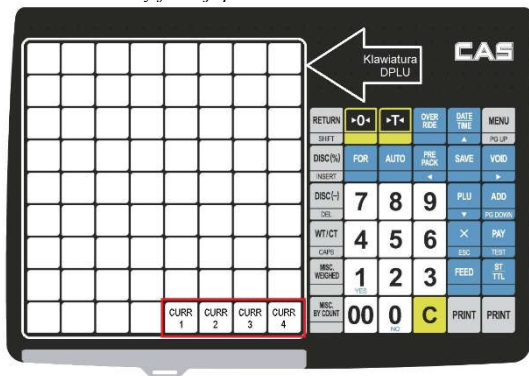 CAS
Klawiatura
DPLU
RETURN ▸0◂ ▸T◂ OVER RIDE DATE TIME MENU
SHIFT ▲ PG UP
DISC(%) FOR AUTO PRE PACK SAVE VOID
INSERT ◀ ▶
DISC(–) 7 8 9 PLU ADD
DEL ▼ PG DOWN
WT/CT 4 5 6 × PAY
CAPS ESC TEST
MISC. WEIGHED 1 2 3 FEED ST TTL
YES
MISC. BY COUNT 00 0 C PRINT PRINT
NO
CURR CURR CURR CURR
1 2 3 4